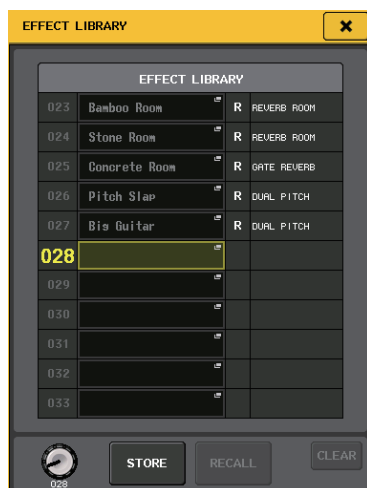 EFFECT LIBRARY
EFFECT LIBRARY
023 Bamboo Room R REVERB ROOM
024 Stone Room R REVERB ROOM
025 Concrete Room R GATE REVERB
026 Pitch Slap R DUAL PITCH
027 Big Guitar R DUAL PITCH
028
029
030
031
032
033
STORE RECALL CLEAR
028